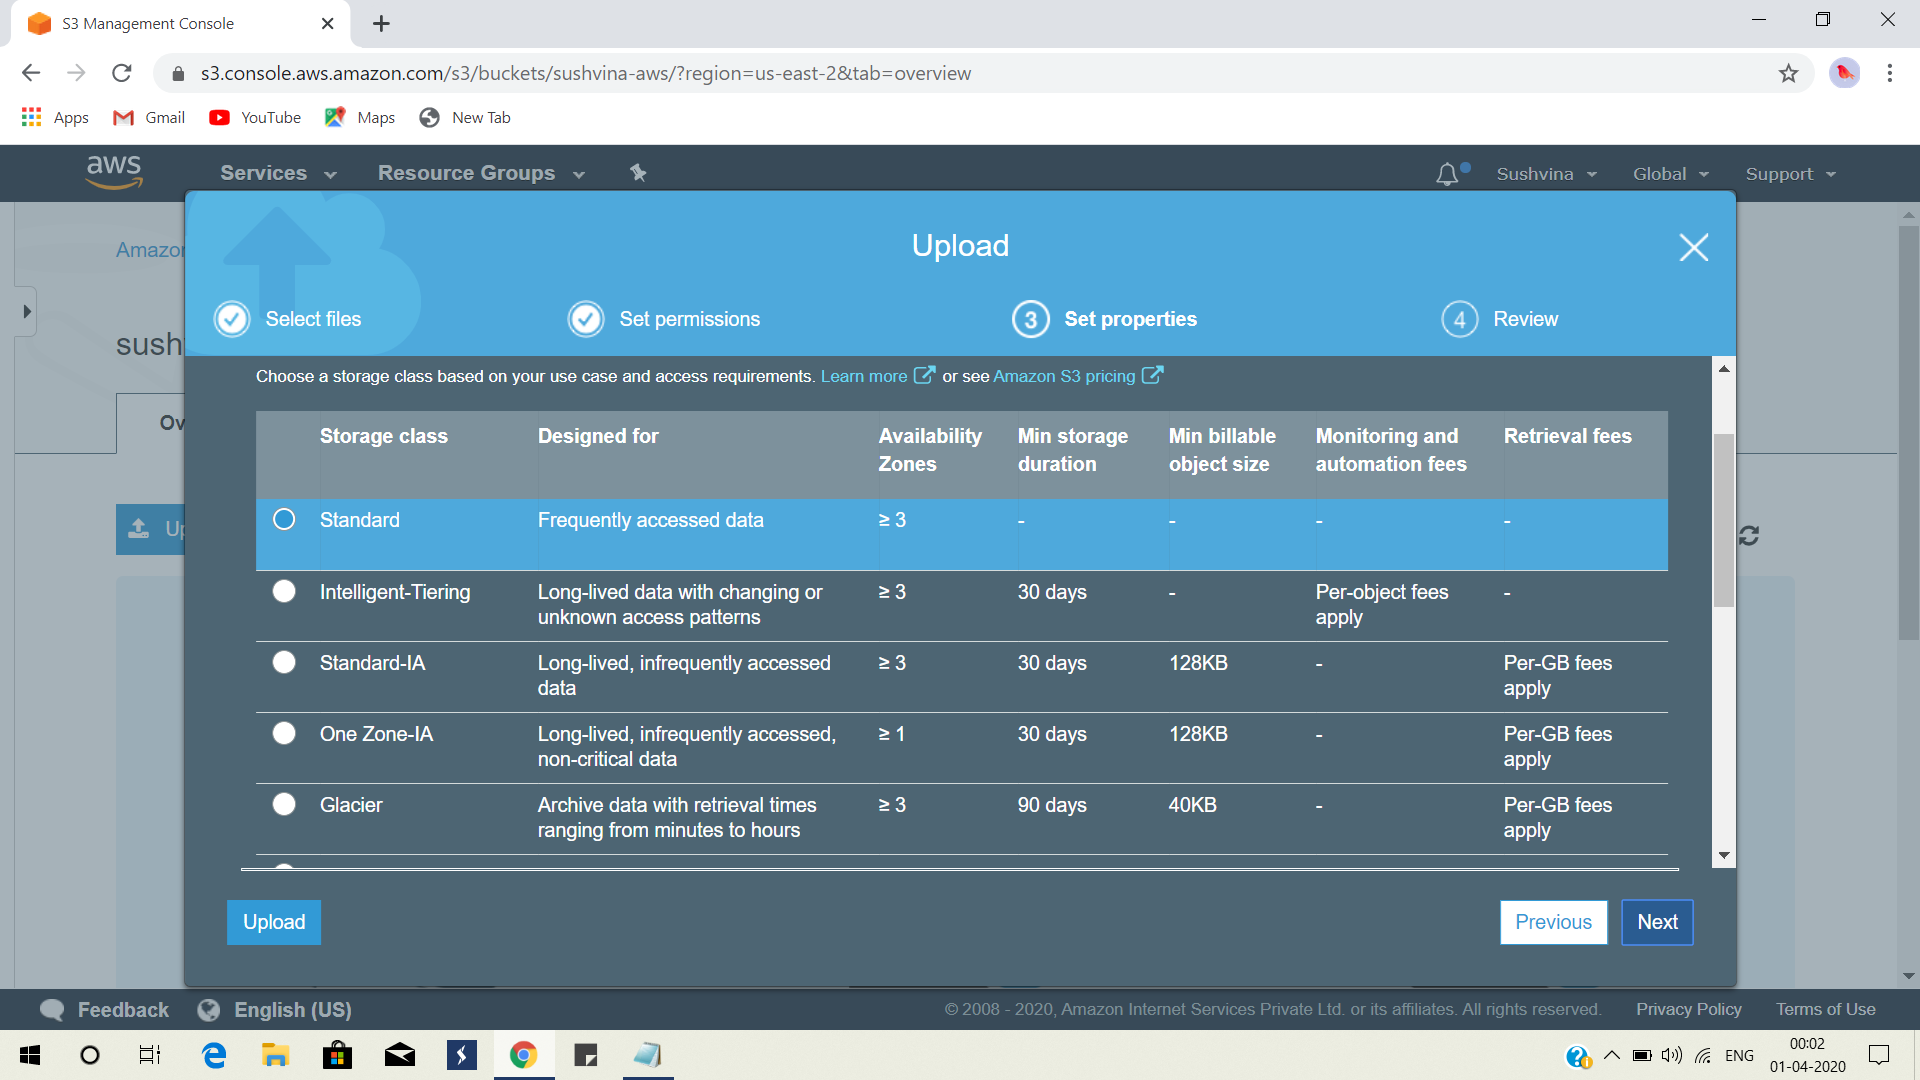 S3 Management Console
s3.console.aws.amazon.com/s3/buckets/sushvina-aws/?region=us-east-2&tab=overview
Apps Gmail YouTube Maps New Tab
aws Services Resource Groups Sushvina Global Support
Amazon
Upload
Select files Set permissions 3 Set properties 4 Review
sush
Choose a storage class based on your use case and access requirements. Learn more or see Amazon S3 pricing
Ov
Storage class Designed for Availability Zones Min storage duration Min billable object size Monitoring and automation fees Retrieval fees
Standard Frequently accessed data ≥ 3 - - - -
Up
Intelligent-Tiering Long-lived data with changing or unknown access patterns ≥ 3 30 days - Per-object fees apply -
Standard-IA Long-lived, infrequently accessed data ≥ 3 30 days 128KB - Per-GB fees apply
One Zone-IA Long-lived, infrequently accessed, non-critical data ≥ 1 30 days 128KB - Per-GB fees apply
Glacier Archive data with retrieval times ranging from minutes to hours ≥ 3 90 days 40KB - Per-GB fees apply
Upload Previous Next
Feedback English (US) © 2008 - 2020, Amazon Internet Services Private Ltd. or its affiliates. All rights reserved. Privacy Policy Terms of Use
ENG 00:02
01-04-2020